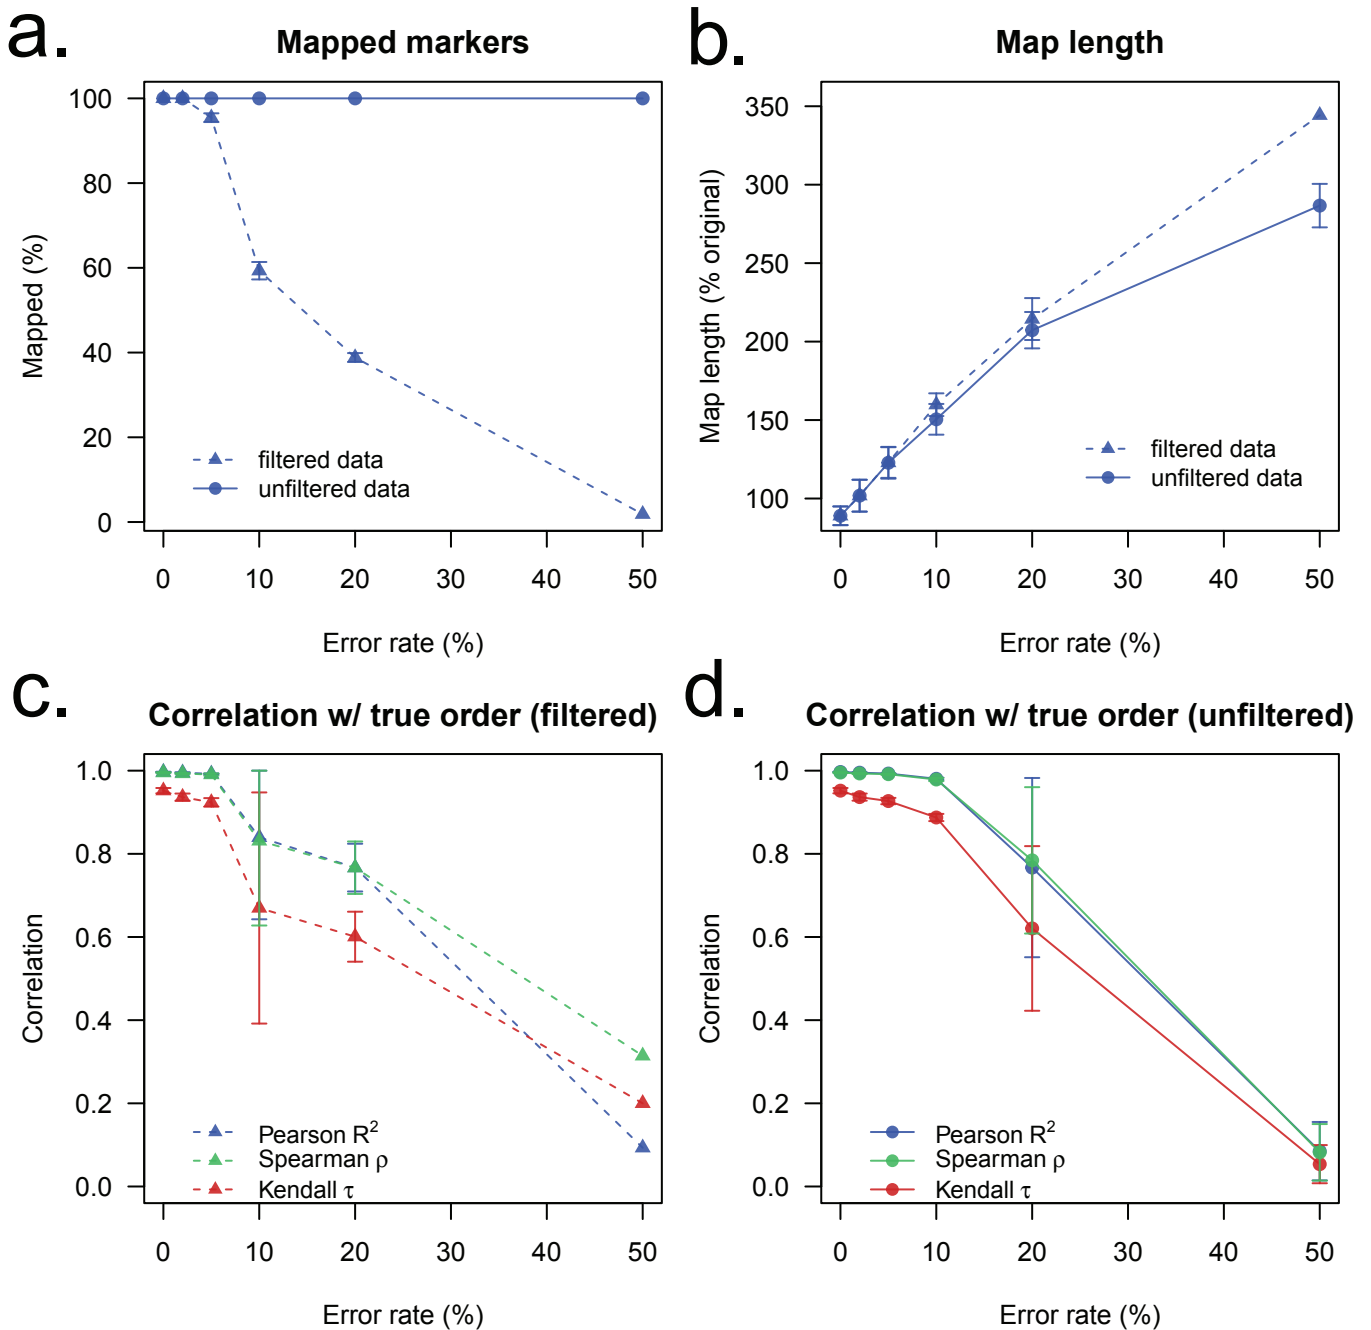 a.
Mapped markers
100
80
60
40
20
0
Mapped (%)
filtered data
unfiltered data
0 10 20 30 40 50
Error rate (%)
b.
Map length
350
300
250
200
150
100
Map length (% original)
filtered data
unfiltered data
0 10 20 30 40 50
Error rate (%)
c.
Correlation w/ true order (filtered)
1.0
0.8
0.6
0.4
0.2
0.0
Correlation
Pearson R²
Spearman ρ
Kendall τ
0 10 20 30 40 50
Error rate (%)
d.
Correlation w/ true order (unfiltered)
1.0
0.8
0.6
0.4
0.2
0.0
Correlation
Pearson R²
Spearman ρ
Kendall τ
0 10 20 30 40 50
Error rate (%)